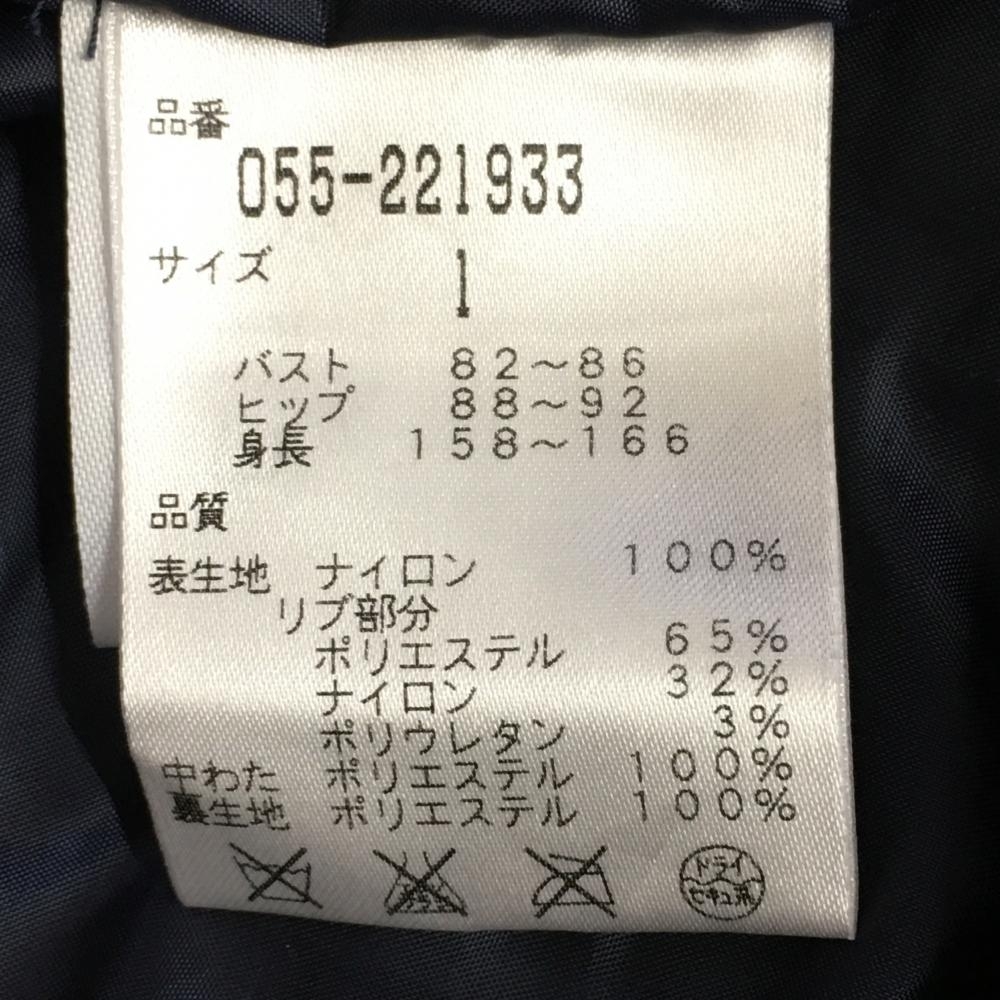 品番
055-221933
サイズ 1
バスト 82～86
ヒップ 88～92
身長 158～166
品質
表生地 ナイロン 100%
リブ部分
ポリエステル 65%
ナイロン 32%
ポリウレタン 3%
中わた ポリエステル 100%
裏生地 ポリエステル 100%
ドライ
セキユ系